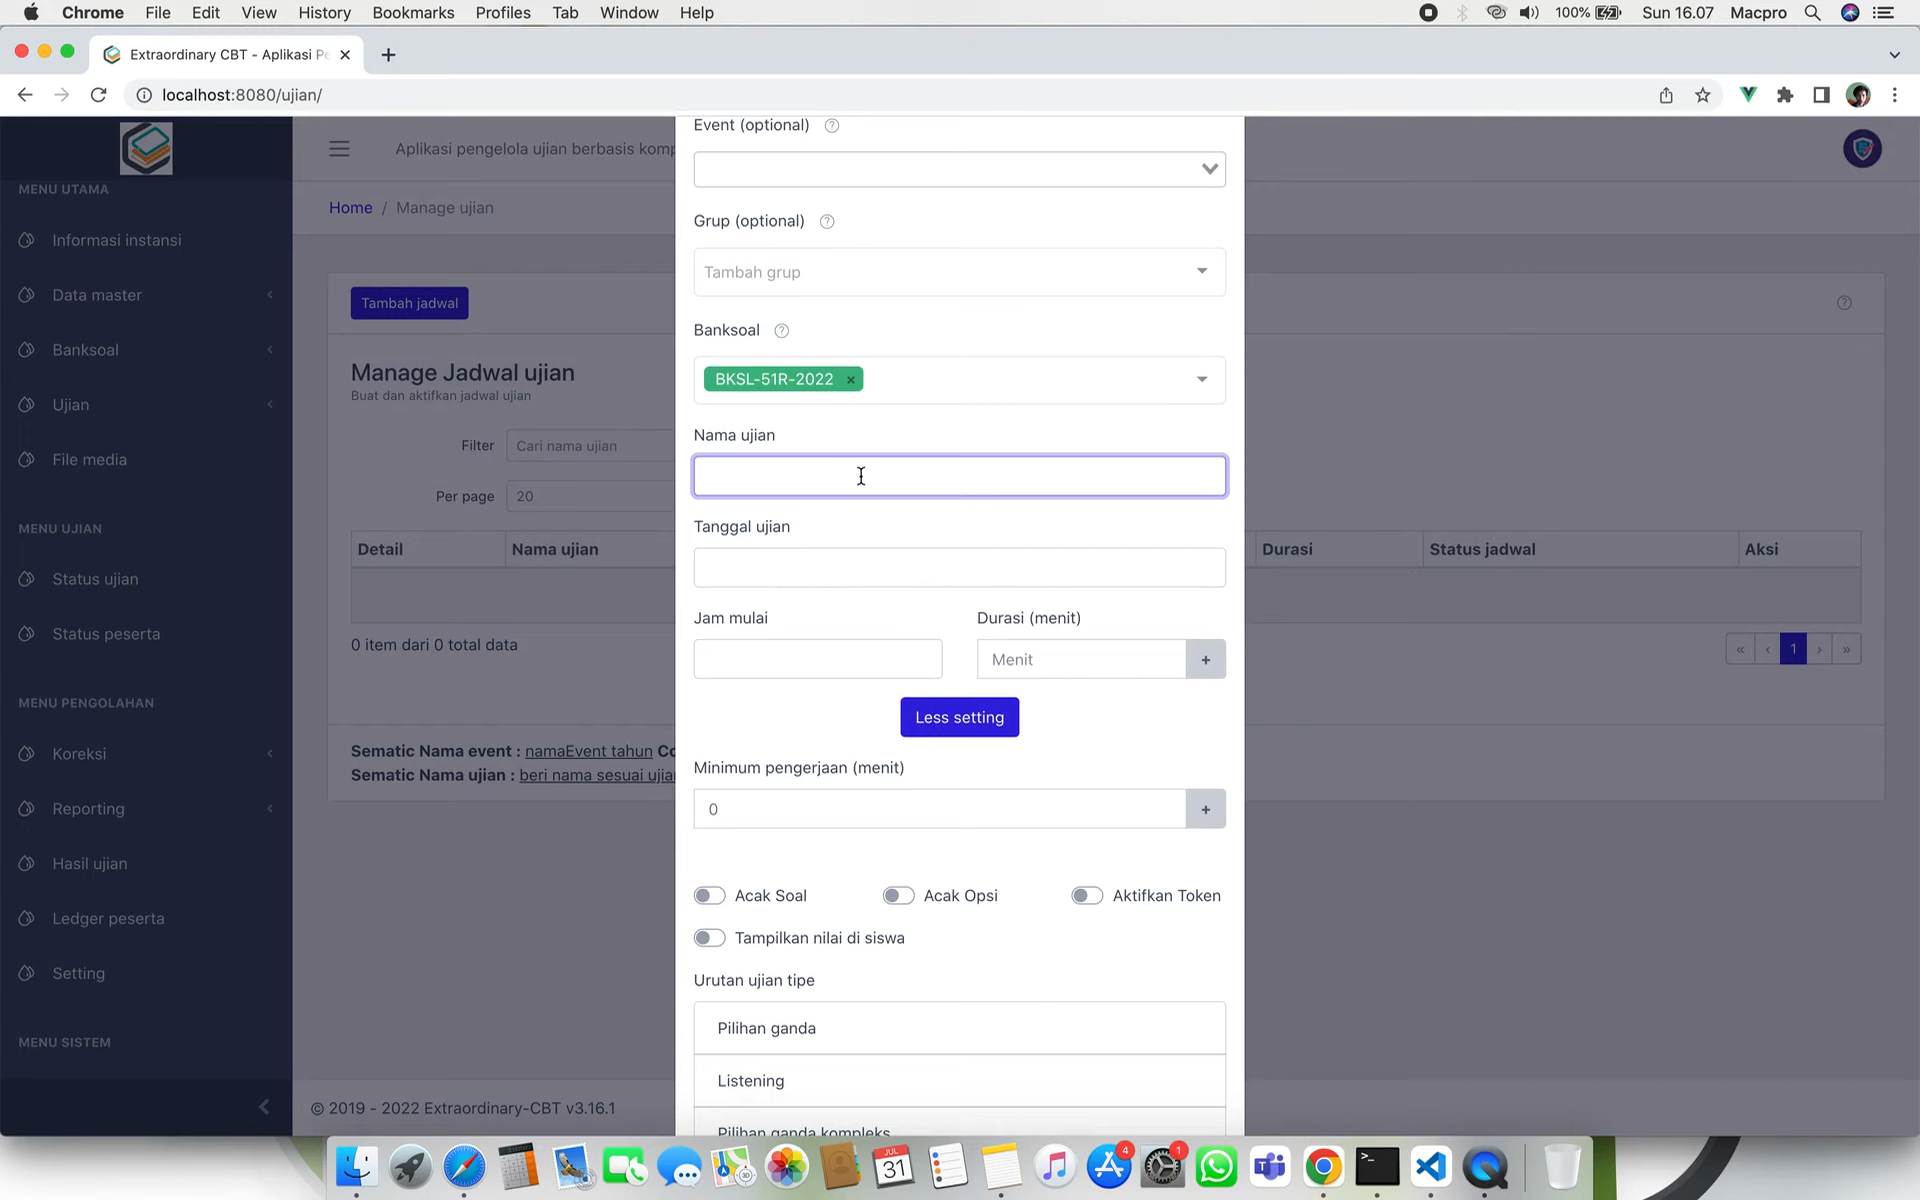 Chrome File Edit View History Bookmarks Profiles Tab Window Help 100% Sun 16.07 Macpro
Extraordinary CBT - Aplikasi Pe
localhost:8080/ujian/
MENU UTAMA
Informasi instansi
Data master
Banksoal
Ujian
File media
MENU UJIAN
Status ujian
Status peserta
MENU PENGOLAHAN
Koreksi
Reporting
Hasil ujian
Ledger peserta
Setting
MENU SISTEM
Aplikasi pengelola ujian berbasis komp
Home / Manage ujian
Tambah jadwal
Manage Jadwal ujian
Buat dan aktifkan jadwal ujian
Filter Cari nama ujian
Per page 20
Detail Nama ujian Durasi Status jadwal Aksi
0 item dari 0 total data
« ‹ 1 › »
Sematic Nama event : namaEvent tahun Co
Sematic Nama ujian : beri nama sesuai ujia
© 2019 - 2022 Extraordinary-CBT v3.16.1
Event (optional) ?
Grup (optional) ?
Tambah grup
Banksoal ?
BKSL-51R-2022 ×
Nama ujian
Tanggal ujian
Jam mulai Durasi (menit)
Menit +
Less setting
Minimum pengerjaan (menit)
0 +
Acak Soal Acak Opsi Aktifkan Token
Tampilkan nilai di siswa
Urutan ujian tipe
Pilihan ganda
Listening
Pilihan ganda kompleks
JUL
31
4
1